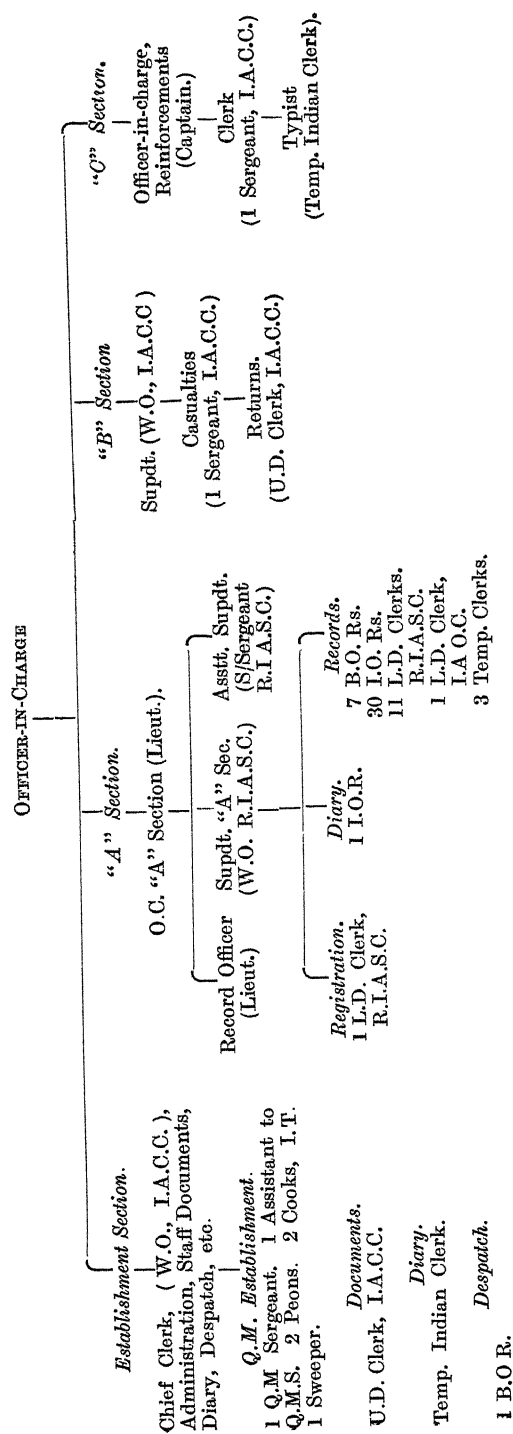 OFFICER-IN-CHARGE
Establishment Section.
Chief Clerk, ( W.O., I.A.C.C. ),
Administration, Staff Documents,
Diary, Despatch, etc.
Q.M. Establishment.
1 Q.M Sergeant. 1 Assistant to
Q.M.S. 2 Peons. 2 Cooks, I.T.
1 Sweeper.
Documents.
U.D. Clerk, I.A.C.C.
Diary.
Temp. Indian Clerk.
Despatch.
1 B.O R.
"A" Section.
O.C. "A" Section (Lieut.).
Record Officer
(Lieut.)
Supdt. "A" Sec.
(W.O. R.I.A.S.C.)
Asstt. Supdt.
(S/Sergeant
R.I A.S.C.)
Registration.
1 L.D. Clerk,
R.I.A.S.C.
Diary.
1 I.O.R.
Records.
7 B.O. Rs.
30 I.O. Rs.
11 L.D. Clerks.
R.I.A.S.C.
1 L.D. Clerk,
I.A O.C.
3 Temp. Clerks.
"B" Section
Supdt. (W.O., I.A.C.C )
Casualties
(1 Sergeant, I.A.C.C.)
Returns.
(U.D. Clerk, I.A.C.C.)
"C" Section.
Officer-in-charge,
Reinforcements
(Captain.)
Clerk
(1 Sergeant, I.A.C.C.)
Typist
(Temp. Indian Clerk).